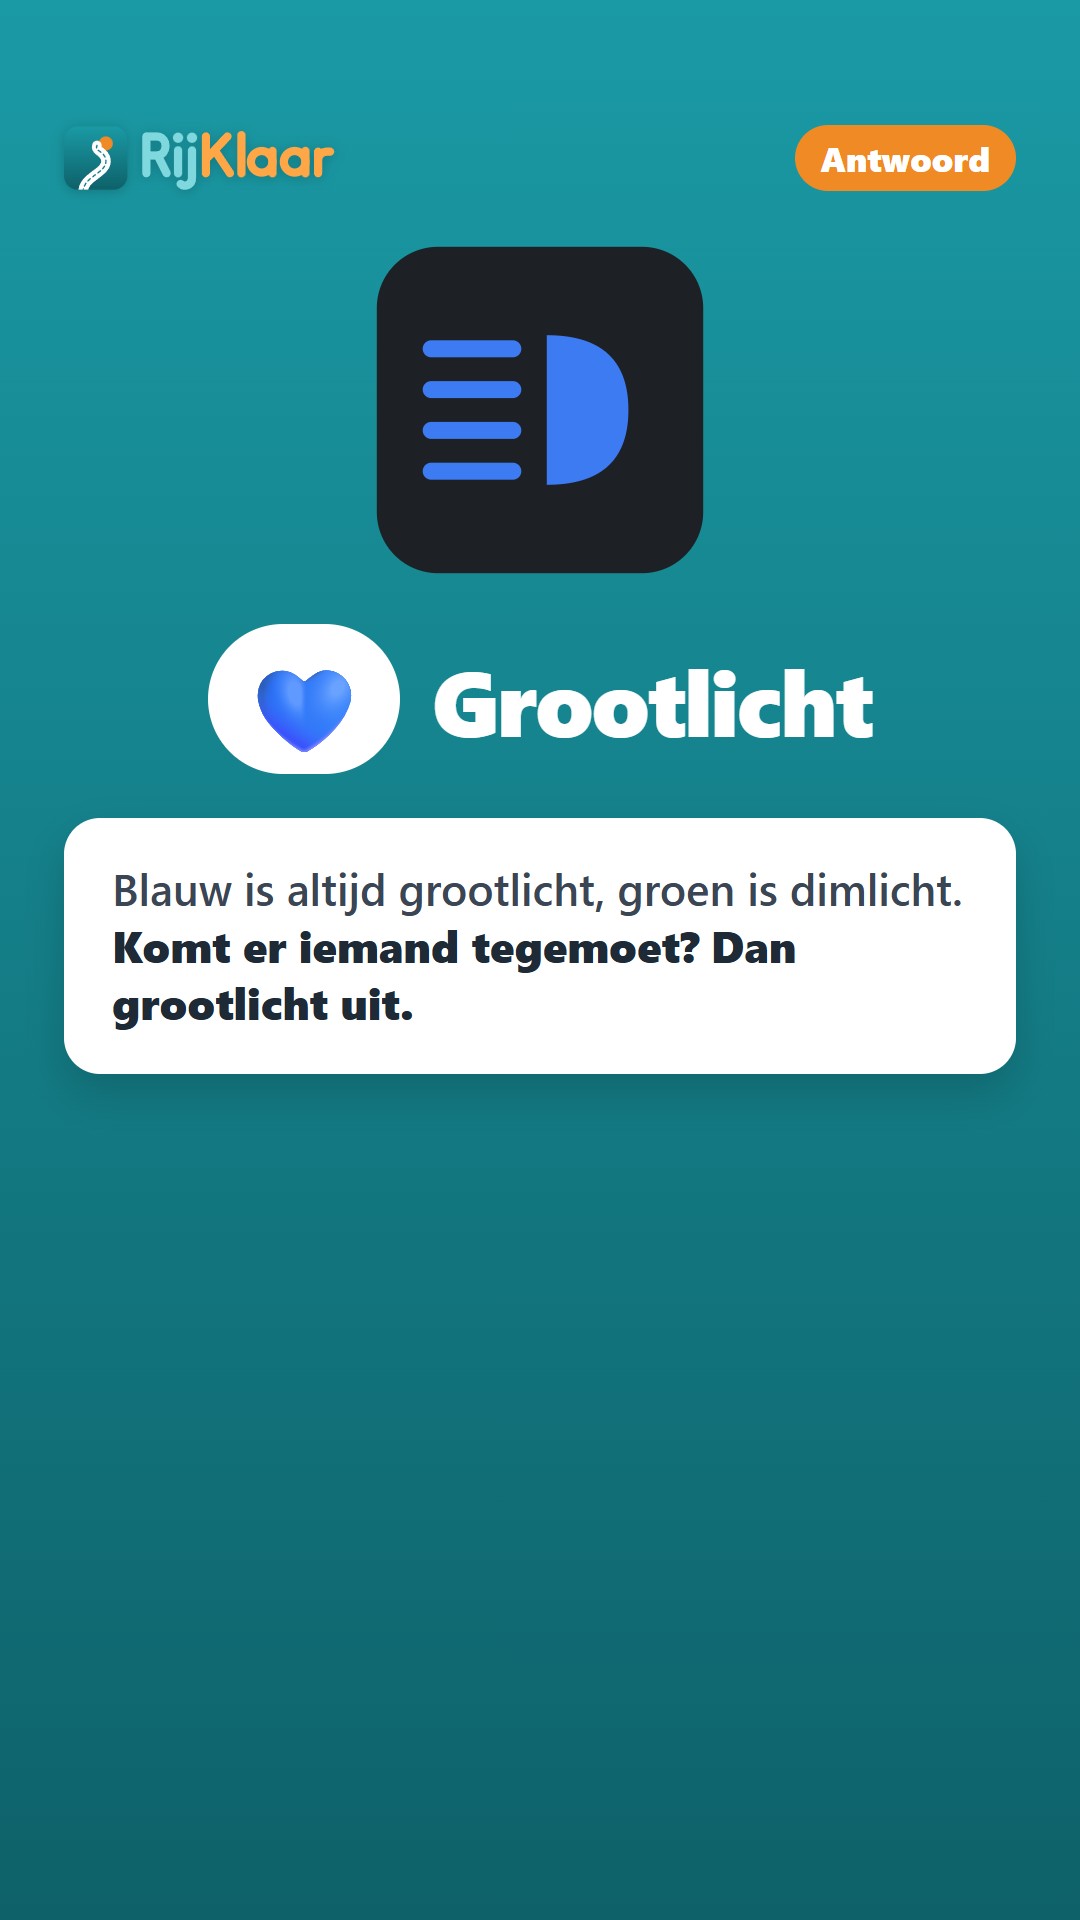 RijKlaar
Antwoord
Grootlicht
Blauw is altijd grootlicht, groen is dimlicht.
Komt er iemand tegemoet? Dan
grootlicht uit.